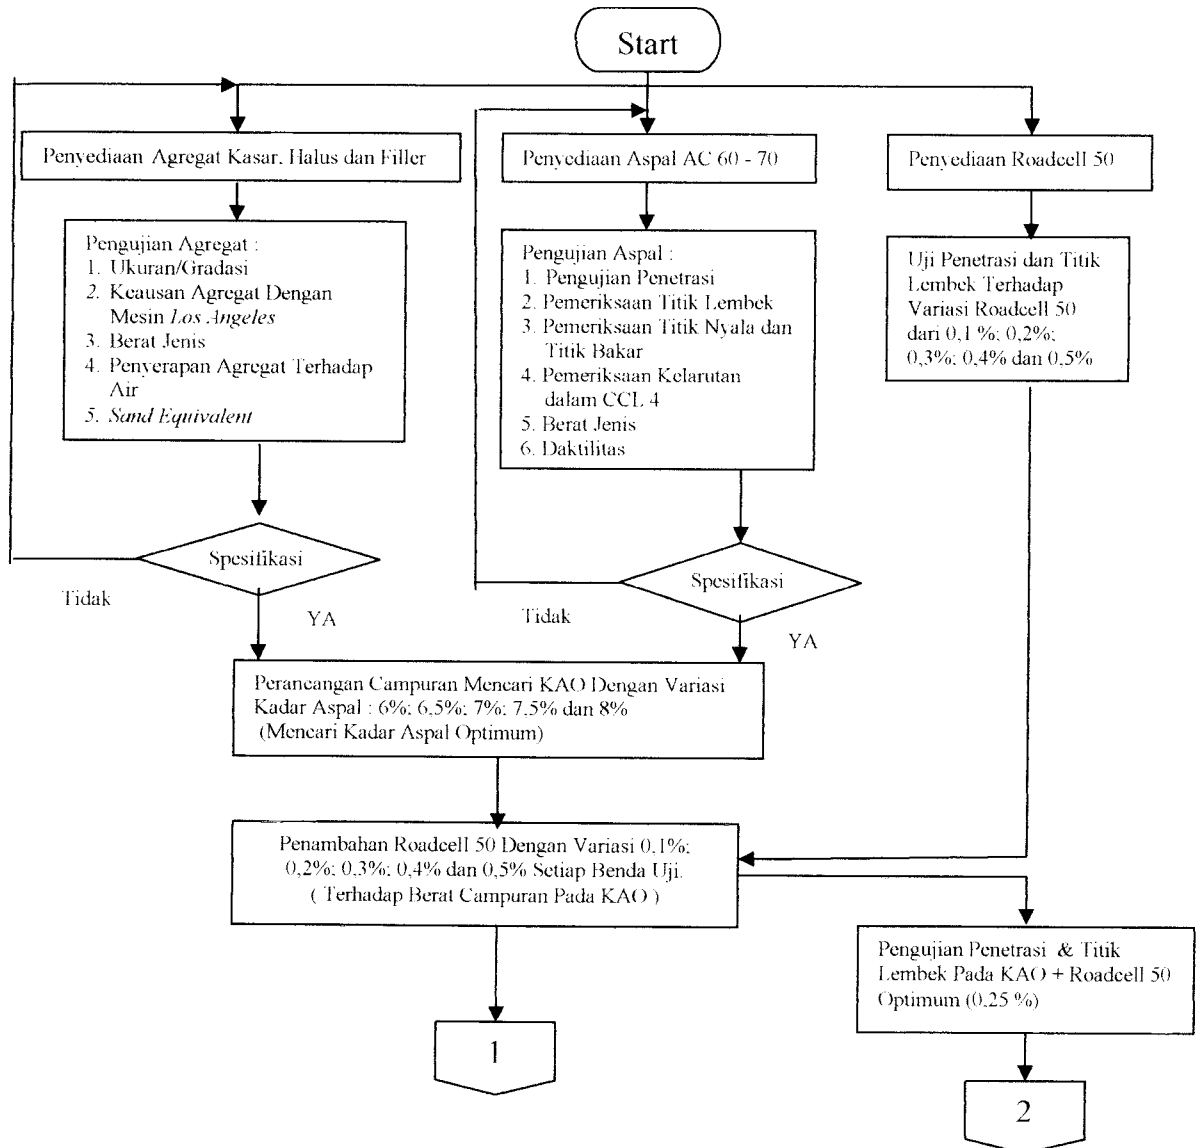 Start
Penyediaan Agregat Kasar, Halus dan Filler
Penyediaan Aspal AC 60 - 70
Penyediaan Roadcell 50
Pengujian Agregat :
1. Ukuran/Gradasi
2. Keausan Agregat Dengan
Mesin Los Angeles
3. Berat Jenis
4. Penyerapan Agregat Terhadap
Air
5. Sand Equivalent
Pengujian Aspal :
1. Pengujian Penetrasi
2. Pemeriksaan Titik Lembek
3. Pemeriksaan Titik Nyala dan
Titik Bakar
4. Pemeriksaan Kelarutan
dalam CCL 4
5. Berat Jenis
6. Daktilitas
Uji Penetrasi dan Titik
Lembek Terhadap
Variasi Roadcell 50
dari 0,1 %; 0,2%;
0,3%; 0,4% dan 0,5%
Spesifikasi
Tidak
YA
Spesifikasi
Tidak
YA
Perancangan Campuran Mencari KAO Dengan Variasi
Kadar Aspal : 6%; 6,5%; 7%; 7,5% dan 8%
(Mencari Kadar Aspal Optimum)
Penambahan Roadcell 50 Dengan Variasi 0,1%;
0,2%; 0,3%; 0,4% dan 0,5% Setiap Benda Uji.
( Terhadap Berat Campuran Pada KAO )
Pengujian Penetrasi & Titik
Lembek Pada KAO + Roadcell 50
Optimum (0,25 %)
1
2